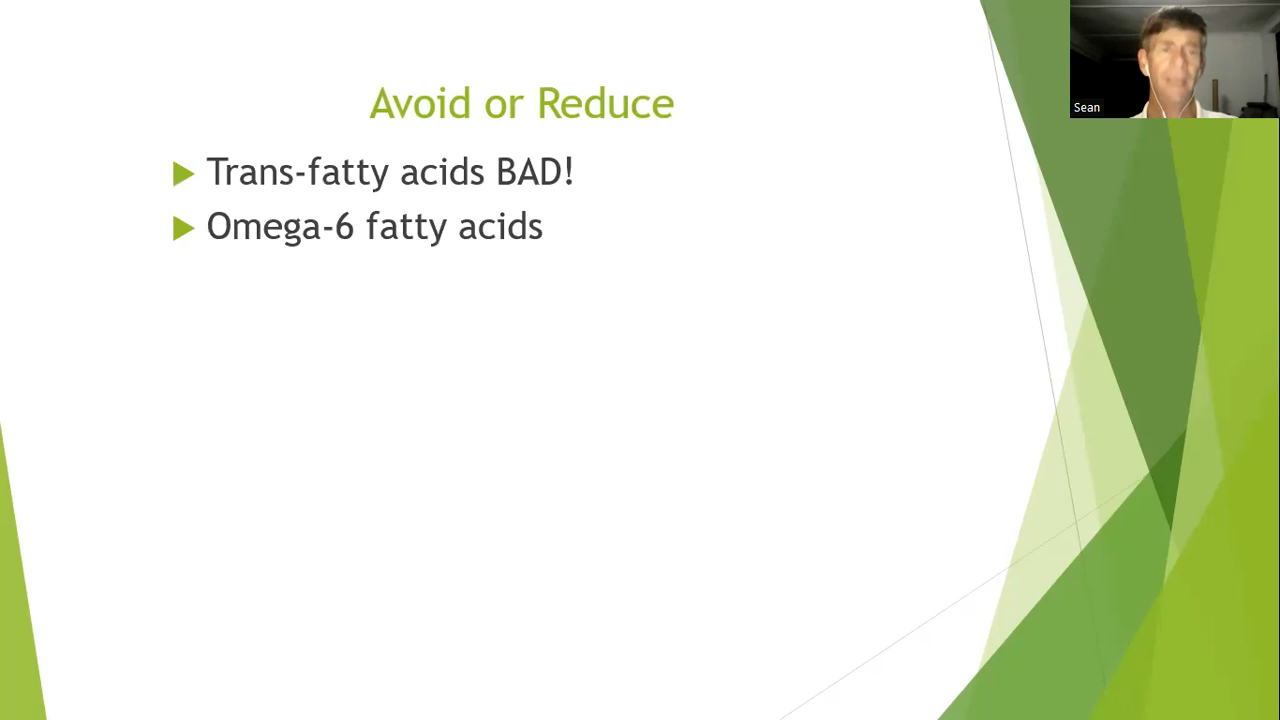 Avoid or Reduce
Trans-fatty acids BAD!
Omega-6 fatty acids
Sean